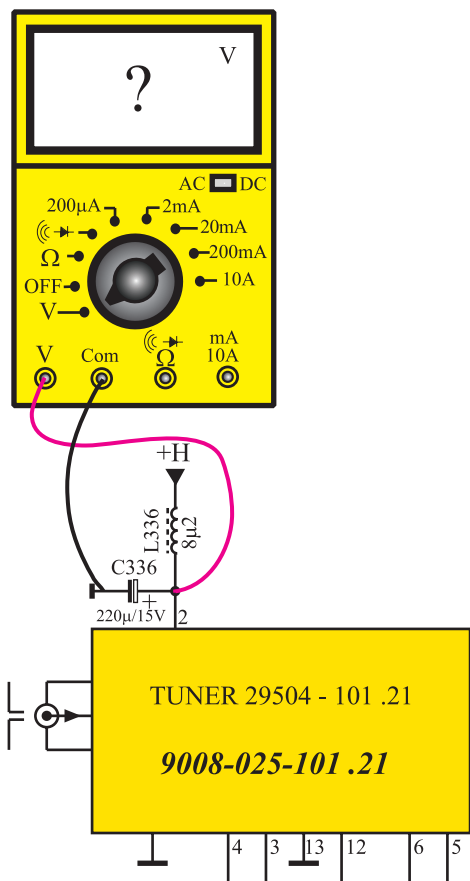 V
?
AC DC
200µA 2mA
20mA
Ω 200mA
OFF 10A
V
V Com Ω mA
10A
+H
L336
8µ2
C336
+
220µ/15V 2
TUNER 29504 - 101 .21
9008-025-101 .21
4 3 13 12 6 5